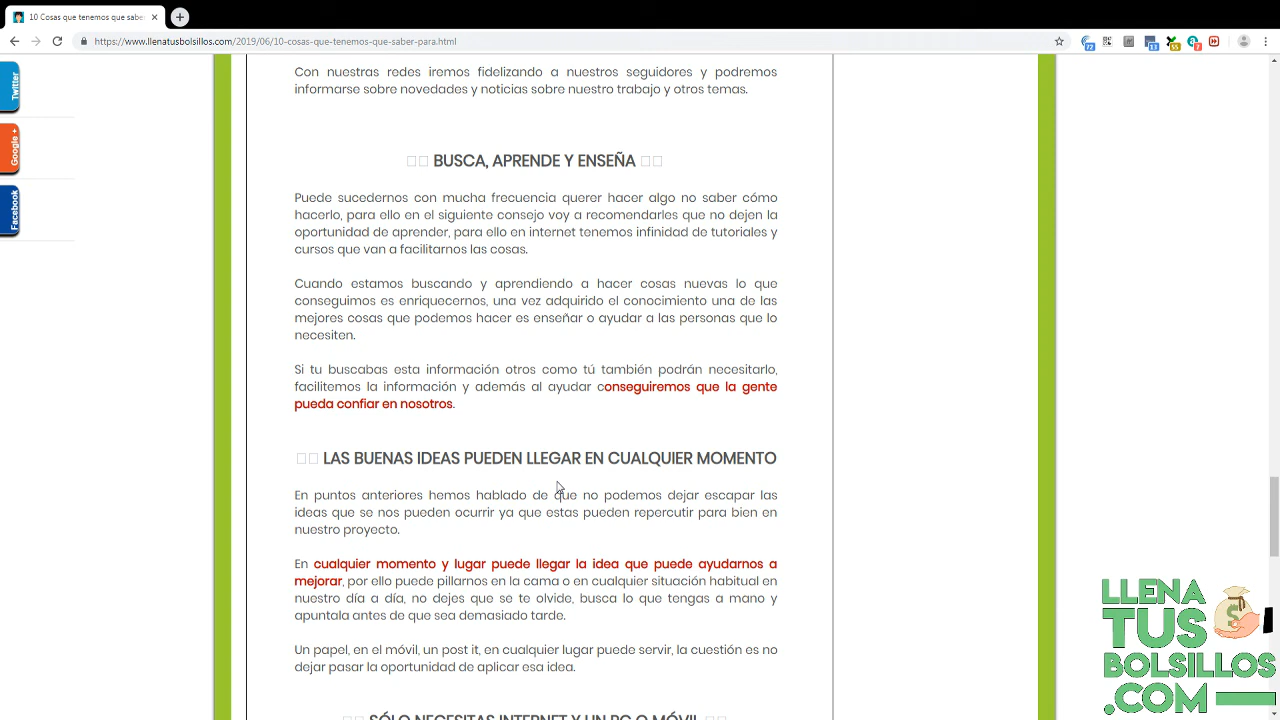 10 Cosas que tenemos que sabe
https://www.llenatusbolsillos.com/2019/06/10-cosas-que-tenemos-que-saber-para.html
Twitter
Google +
Facebook
Con nuestras redes iremos fidelizando a nuestros seguidores y podremos
informarse sobre novedades y noticias sobre nuestro trabajo y otros temas.
BUSCA, APRENDE Y ENSEÑA
Puede sucedernos con mucha frecuencia querer hacer algo no saber cómo
hacerlo, para ello en el siguiente consejo voy a recomendarles que no dejen la
oportunidad de aprender, para ello en internet tenemos infinidad de tutoriales y
cursos que van a facilitarnos las cosas.
Cuando estamos buscando y aprendiendo a hacer cosas nuevas lo que
conseguimos es enriquecernos, una vez adquirido el conocimiento una de las
mejores cosas que podemos hacer es enseñar o ayudar a las personas que lo
necesiten.
Si tu buscabas esta información otros como tú también podrán necesitarlo,
facilitemos la información y además al ayudar conseguiremos que la gente
pueda confiar en nosotros.
LAS BUENAS IDEAS PUEDEN LLEGAR EN CUALQUIER MOMENTO
En puntos anteriores hemos hablado de que no podemos dejar escapar las
ideas que se nos pueden ocurrir ya que estas pueden repercutir para bien en
nuestro proyecto.
En cualquier momento y lugar puede llegar la idea que puede ayudarnos a
mejorar, por ello puede pillarnos en la cama o en cualquier situación habitual en
nuestro día a día, no dejes que se te olvide, busca lo que tengas a mano y
apuntala antes de que sea demasiado tarde.
Un papel, en el móvil, un post it, en cualquier lugar puede servir, la cuestión es no
dejar pasar la oportunidad de aplicar esa idea.
SÓLO NECESITAS INTERNET Y UN PC O MÓVIL
LLENA
TUS
BOLSILLOS
.COM